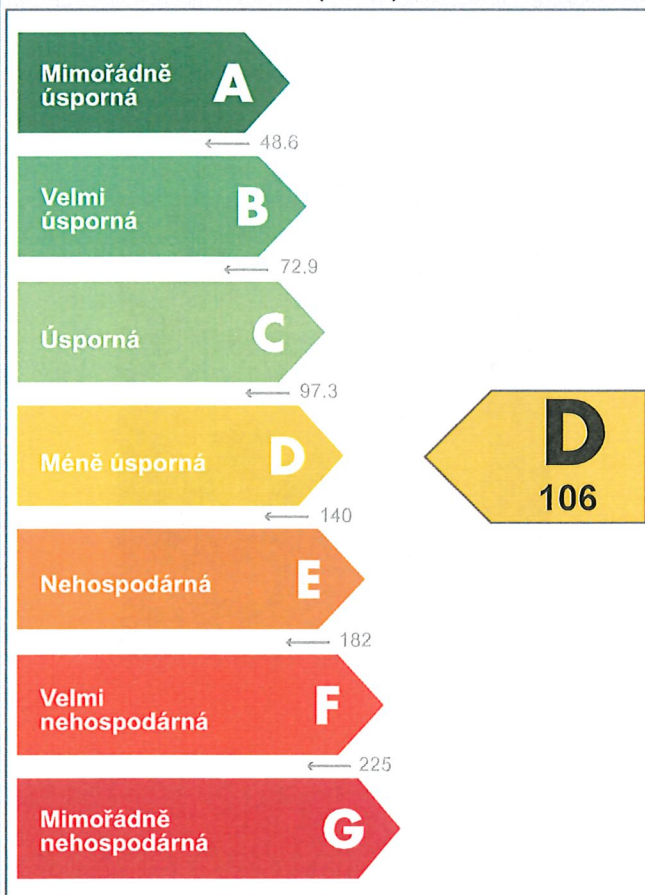 Mimořádně
úsporná
A
48.6
Velmi
úsporná
B
72.9
Úsporná
C
97.3
Méně úsporná
D
140
D
106
Nehospodárná
E
182
Velmi
nehospodárná
F
225
Mimořádně
nehospodárná
G